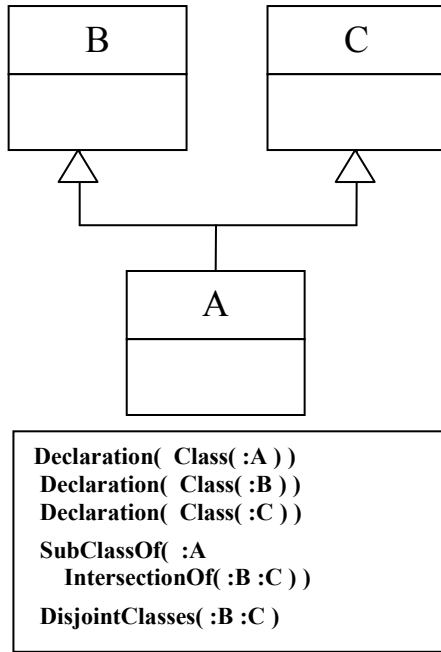 B
C
A
Declaration( Class( :A ) )
Declaration( Class( :B ) )
Declaration( Class( :C ) )
SubClassOf( :A
IntersectionOf( :B :C ) )
DisjointClasses( :B :C )